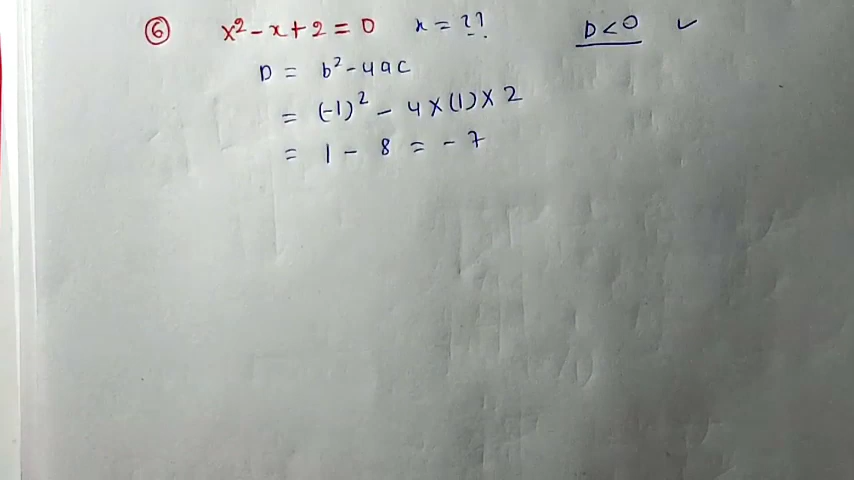 ⑥ x² - x + 2 = 0 x = ?? D < 0 ✓
D = b² - 4ac
= (-1)² - 4 × (1) × 2
= 1 - 8 = - 7